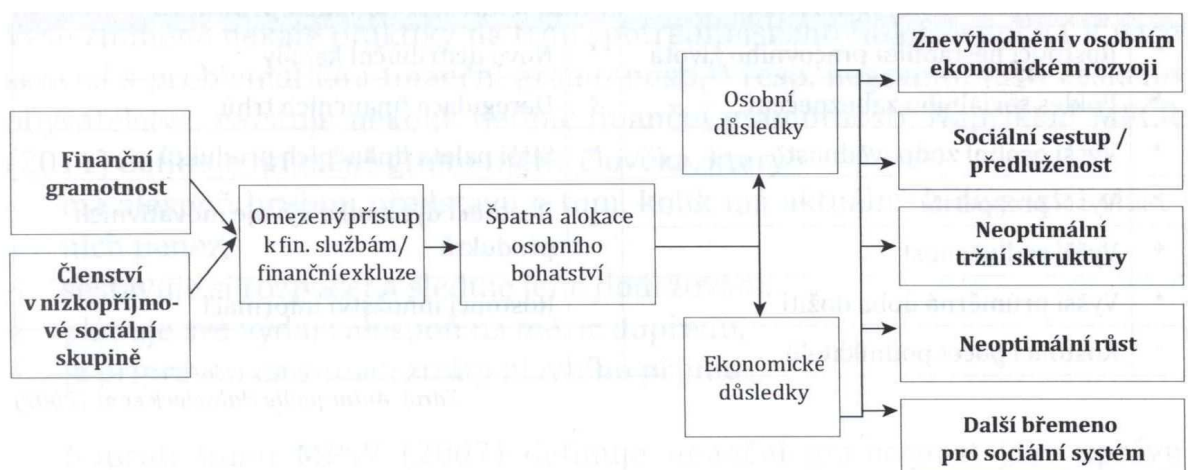 Finanční
gramotnost
Členství
v nízkopříjmo-
vé sociální
skupině
Omezený přístup
k fin. službám/
finanční exkluze
Špatná alokace
osobního
bohatství
Osobní
důsledky
Ekonomické
důsledky
Znevýhodnění v osobním
ekonomickém rozvoji
Sociální sestup /
předluženost
Neoptimální
tržní sktruktury
Neoptimální růst
Další břemeno
pro sociální systém